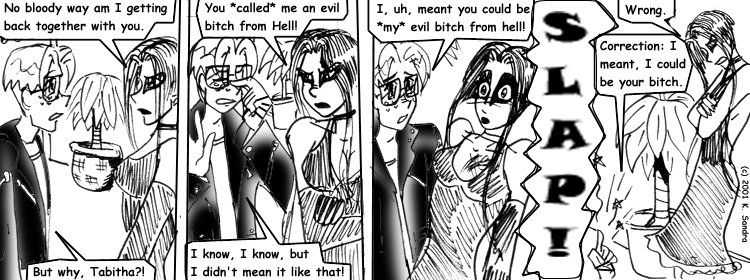 No bloody way am I getting
back together with you.
But why, Tabitha?!
You *called* me an evil
bitch from Hell!
I know, I know, but
I didn't mean it like that!
I, uh, meant you could be
*my* evil bitch from hell!
SLAP!
Wrong.
Correction: I
meant, I could
be your bitch.
(c) 2001 K. Sandru